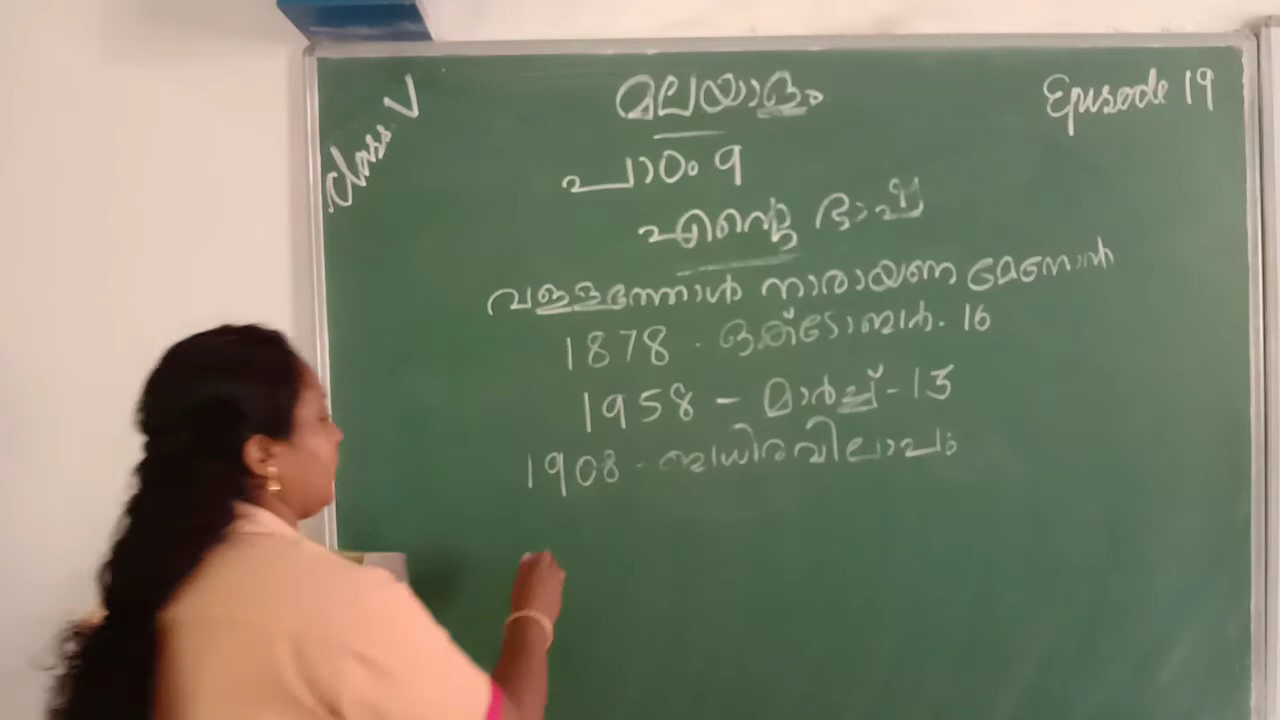 Class V
മലയാളം
Episode 19
പാഠം 9
എന്റെ ഭാഷ
വള്ളത്തോൾ നാരായണ മേനോൻ
1878 - ഒക്ടോബർ. 16
1958 - മാർച്ച് - 13
1908 - ബധിരവിലാപം